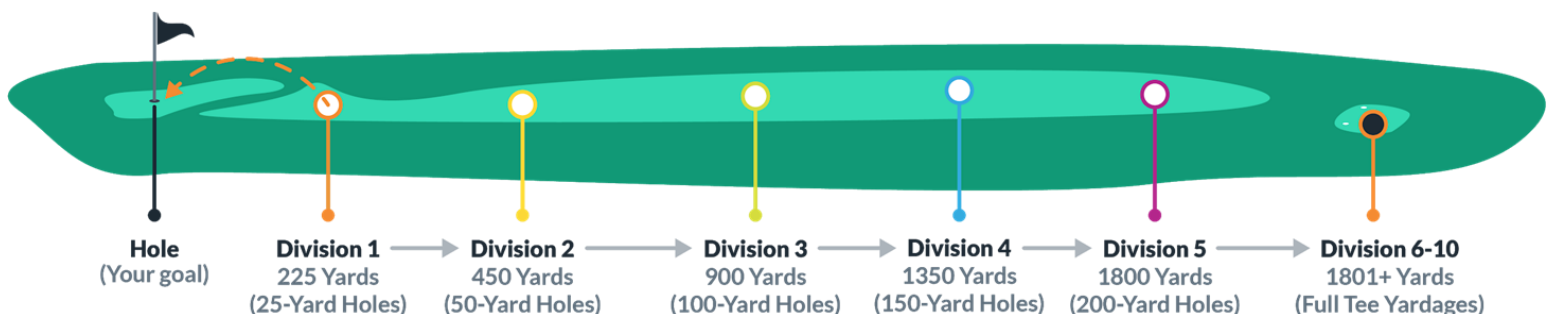 Hole
(Your goal)
Division 1
225 Yards
(25-Yard Holes)
Division 2
450 Yards
(50-Yard Holes)
Division 3
900 Yards
(100-Yard Holes)
Division 4
1350 Yards
(150-Yard Holes)
Division 5
1800 Yards
(200-Yard Holes)
Division 6-10
1801+ Yards
(Full Tee Yardages)